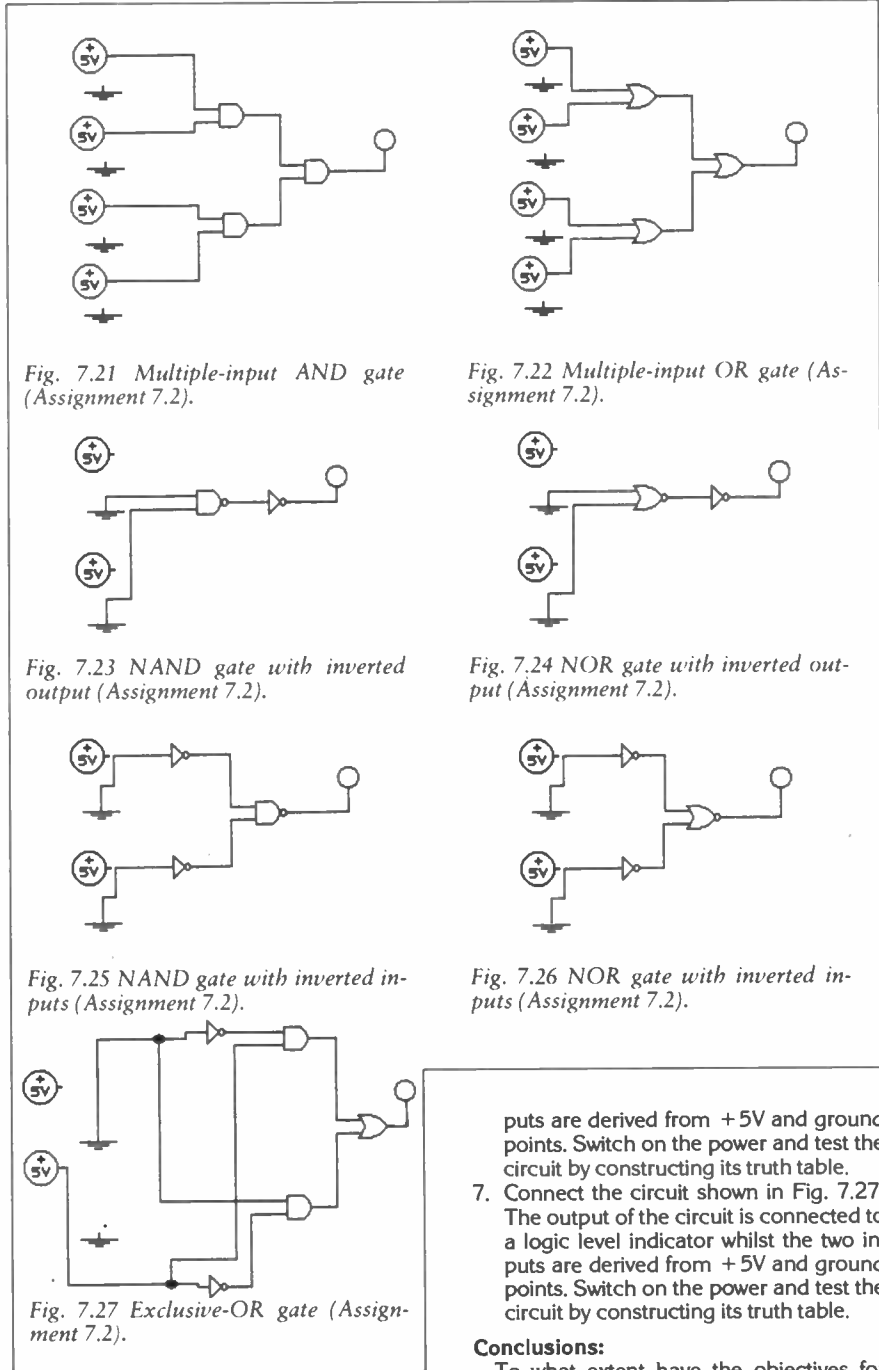 +
5V
+
5V
+
5V
+
5V
Fig. 7.21 Multiple-input AND gate
(Assignment 7.2).
+
5V
+
5V
+
5V
+
5V
Fig. 7.22 Multiple-input OR gate (As-
signment 7.2).
+
5V
+
5V
Fig. 7.23 NAND gate with inverted
output (Assignment 7.2).
+
5V
+
5V
Fig. 7.24 NOR gate with inverted out-
put (Assignment 7.2).
+
5V
+
5V
Fig. 7.25 NAND gate with inverted in-
puts (Assignment 7.2).
+
5V
+
5V
Fig. 7.26 NOR gate with inverted in-
puts (Assignment 7.2).
+
5V
+
5V
Fig. 7.27 Exclusive-OR gate (Assign-
ment 7.2).
puts are derived from +5V and ground
points. Switch on the power and test the
circuit by constructing its truth table.
7. Connect the circuit shown in Fig. 7.27
The output of the circuit is connected to
a logic level indicator whilst the two in
puts are derived from +5V and ground
points. Switch on the power and test the
circuit by constructing its truth table.
Conclusions:
To what extent have the objectives fo